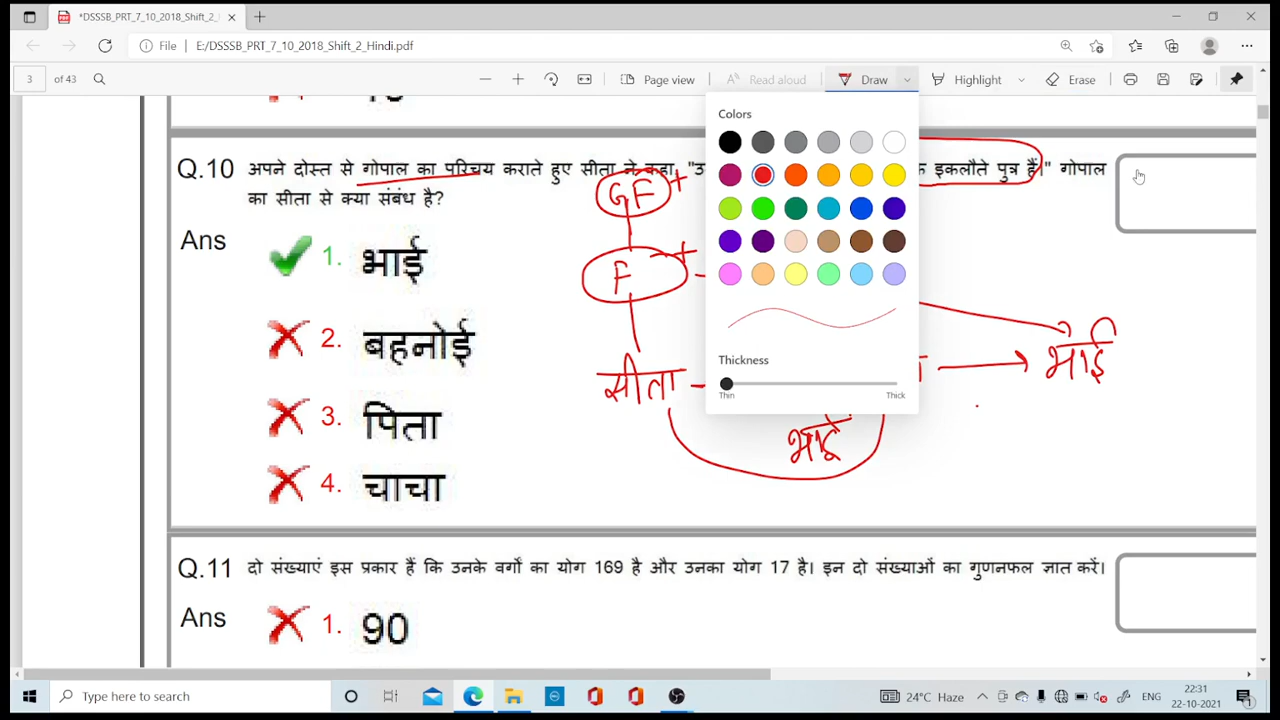 *DSSSB_PRT_7_10_2018_Shift_2_
File E:/DSSSB_PRT_7_10_2018_Shift_2_Hindi.pdf
3 of 43 Page view Read aloud Draw Highlight Erase
Colors
Q.10 अपने दोस्त से गोपाल का परिचय कराते हुए सीता ने कहा, "उ के इकलौते पुत्र हैं।" गोपाल
का सीता से क्या संबंध है?
GF +
Ans 1. भाई
F +
2. बहनोई
Thickness
Thin Thick
सीता भाई
3. पिता
भाई
4. चाचा
Q.11 दो संख्याएं इस प्रकार हैं कि उनके वर्गों का योग 169 है और उनका योग 17 है। इन दो संख्याओं का गुणनफल ज्ञात करें।
Ans 1. 90
Type here to search
24°C Haze ENG 22:31
22-10-2021